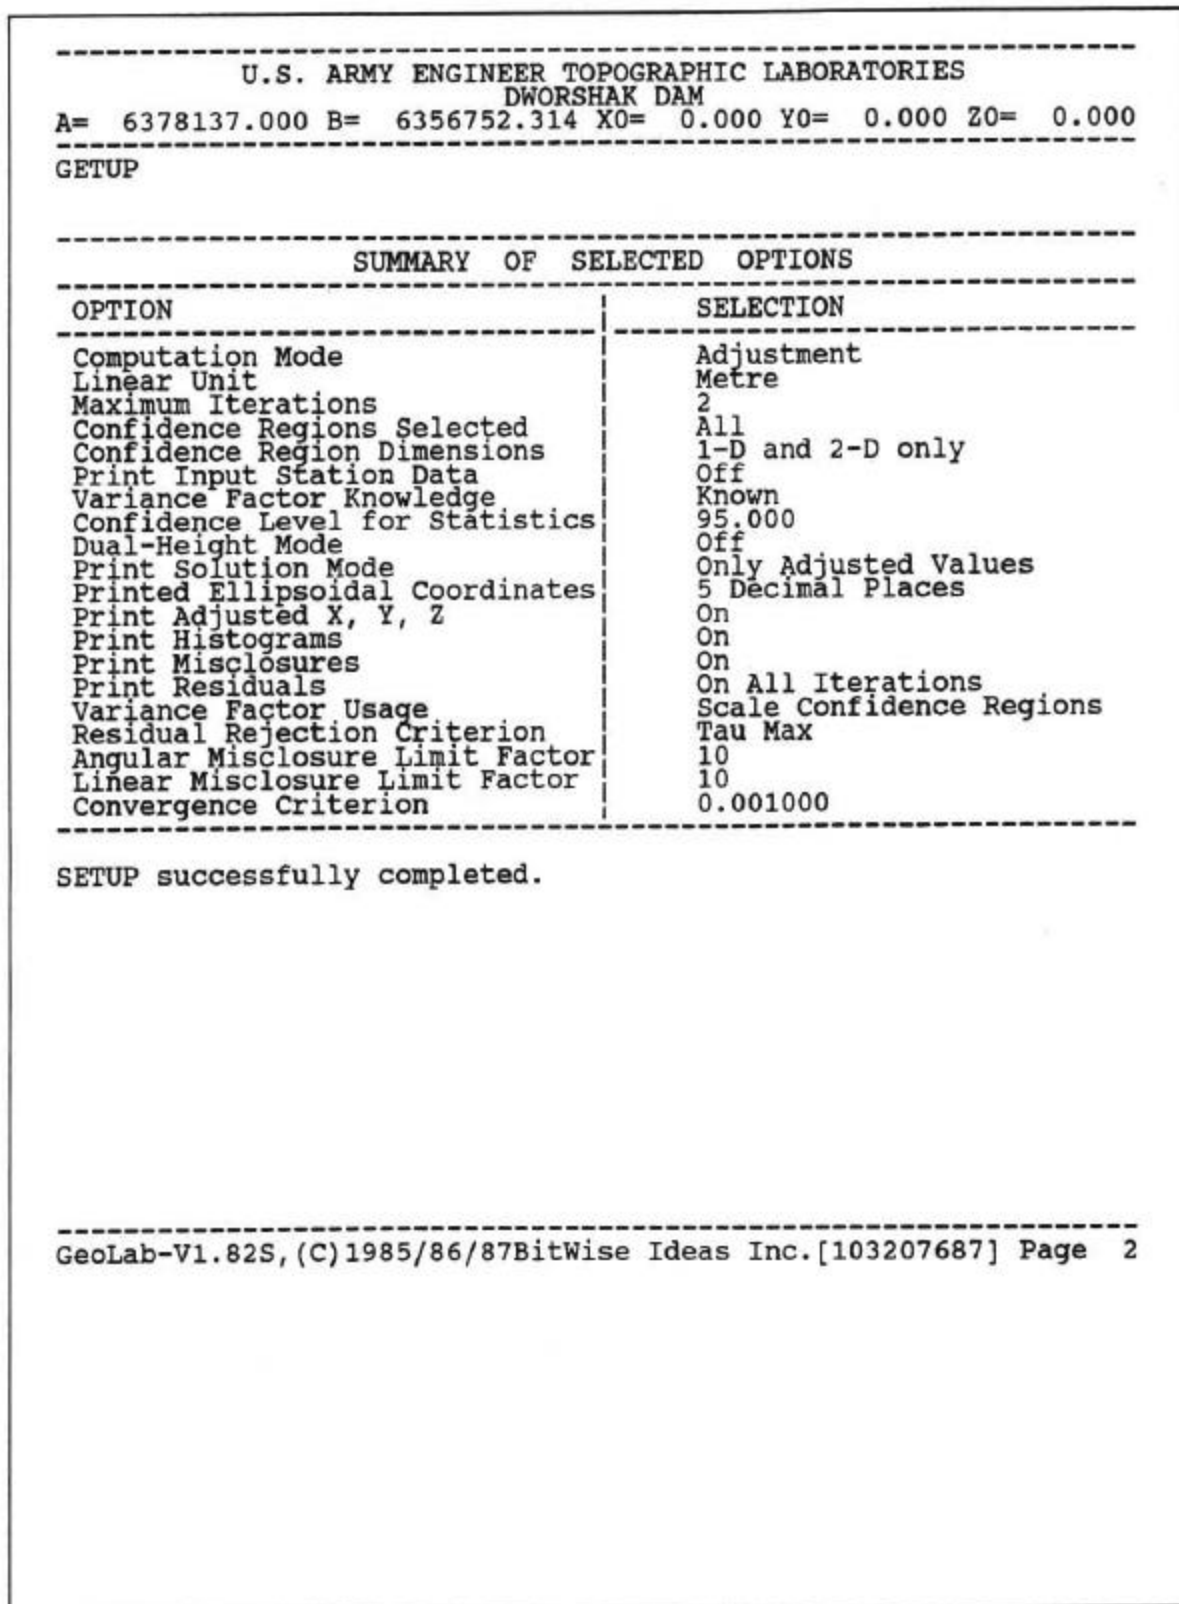 U.S. ARMY ENGINEER TOPOGRAPHIC LABORATORIES
DWORSHAK DAM
A= 6378137.000 B= 6356752.314 X0= 0.000 Y0= 0.000 Z0= 0.000
GETUP
SUMMARY OF SELECTED OPTIONS
OPTION | SELECTION
Computation Mode | Adjustment
Linear Unit | Metre
Maximum Iterations | 2
Confidence Regions Selected | All
Confidence Region Dimensions | 1-D and 2-D only
Print Input Station Data | Off
Variance Factor Knowledge | Known
Confidence Level for Statistics | 95.000
Dual-Height Mode | Off
Print Solution Mode | Only Adjusted Values
Printed Ellipsoidal Coordinates | 5 Decimal Places
Print Adjusted X, Y, Z | On
Print Histograms | On
Print Misclosures | On
Print Residuals | On All Iterations
Variance Factor Usage | Scale Confidence Regions
Residual Rejection Criterion | Tau Max
Angular Misclosure Limit Factor | 10
Linear Misclosure Limit Factor | 10
Convergence Criterion | 0.001000
SETUP successfully completed.
GeoLab-V1.82S,(C)1985/86/87BitWise Ideas Inc.[103207687] Page 2